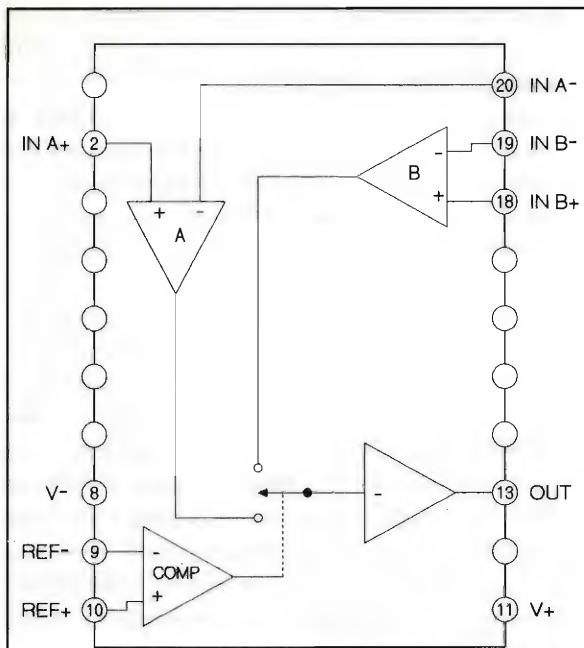 20 IN A-
IN A+ 2
- 19 IN B-
B
+ 18 IN B+
+ -
A
V- 8
- 13 OUT
REF- 9 -
COMP
REF+ 10 +
11 V+